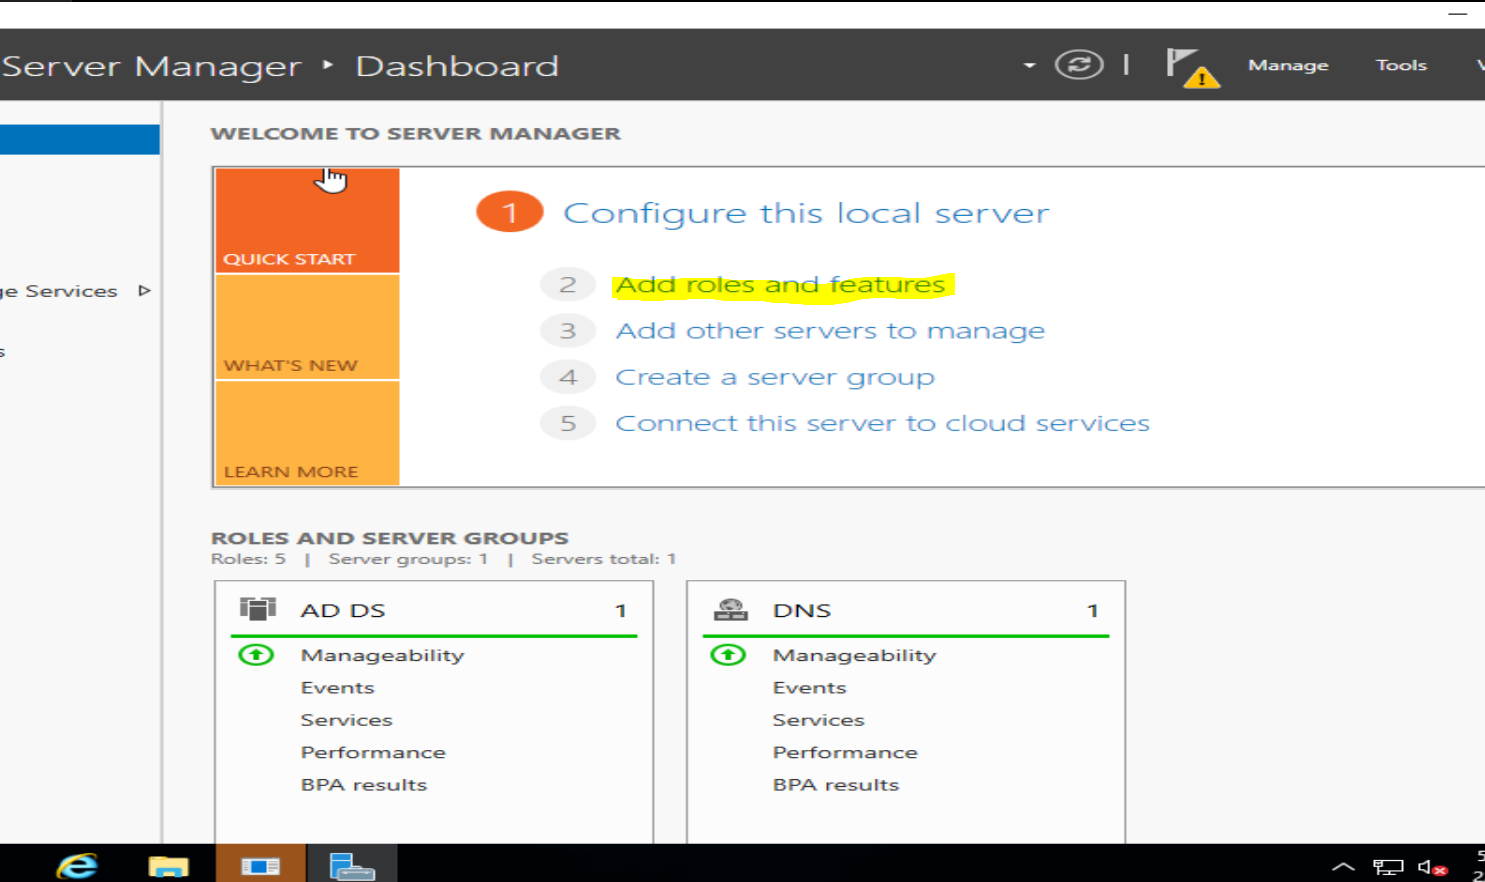 Server Manager ‣ Dashboard
Manage
Tools
WELCOME TO SERVER MANAGER
QUICK START
WHAT'S NEW
LEARN MORE
1 Configure this local server
2 Add roles and features
3 Add other servers to manage
4 Create a server group
5 Connect this server to cloud services
Services
ROLES AND SERVER GROUPS
Roles: 5 | Server groups: 1 | Servers total: 1
AD DS 1
Manageability
Events
Services
Performance
BPA results
DNS 1
Manageability
Events
Services
Performance
BPA results